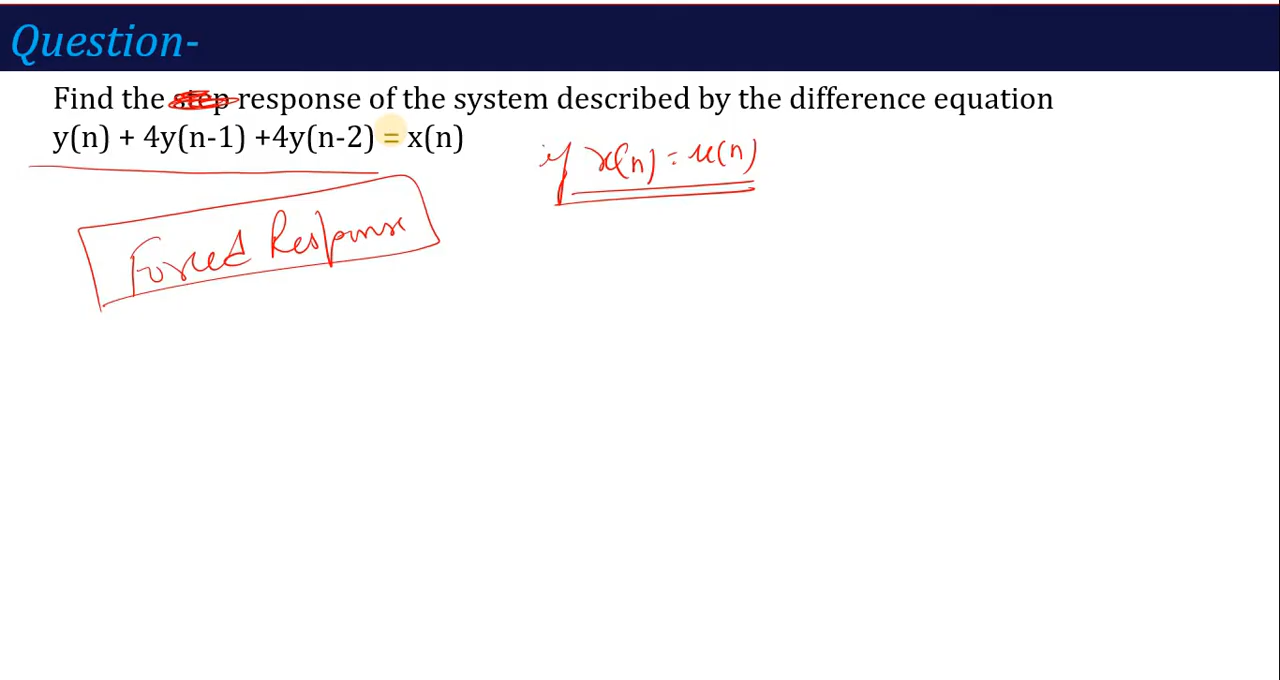 Question-
Find the step response of the system described by the difference equation
y(n) + 4y(n-1) +4y(n-2) = x(n)
if x(n) = u(n)
Forced Response